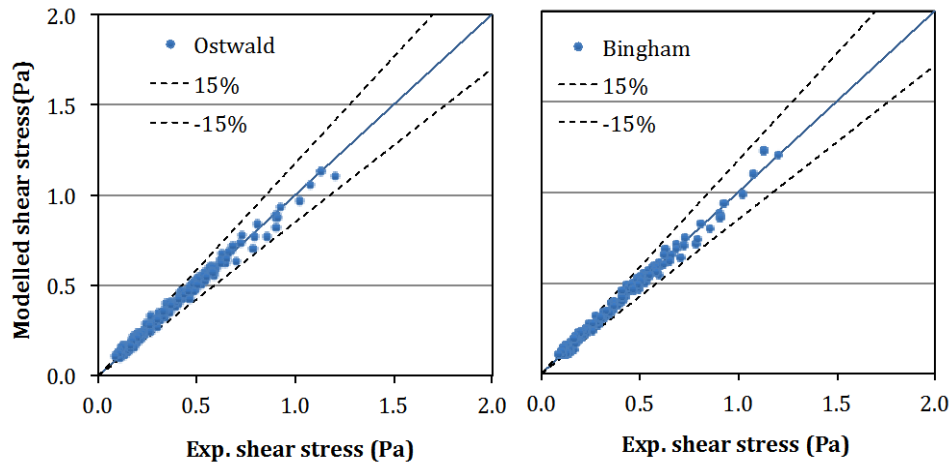 Modelled shear stress(Pa)
2.0
1.5
1.0
0.5
0.0
Ostwald
15%
-15%
0.0 0.5 1.0 1.5 2.0
Exp. shear stress (Pa)
Bingham
15%
-15%
0.0 0.5 1.0 1.5 2.0
Exp. shear stress (Pa)